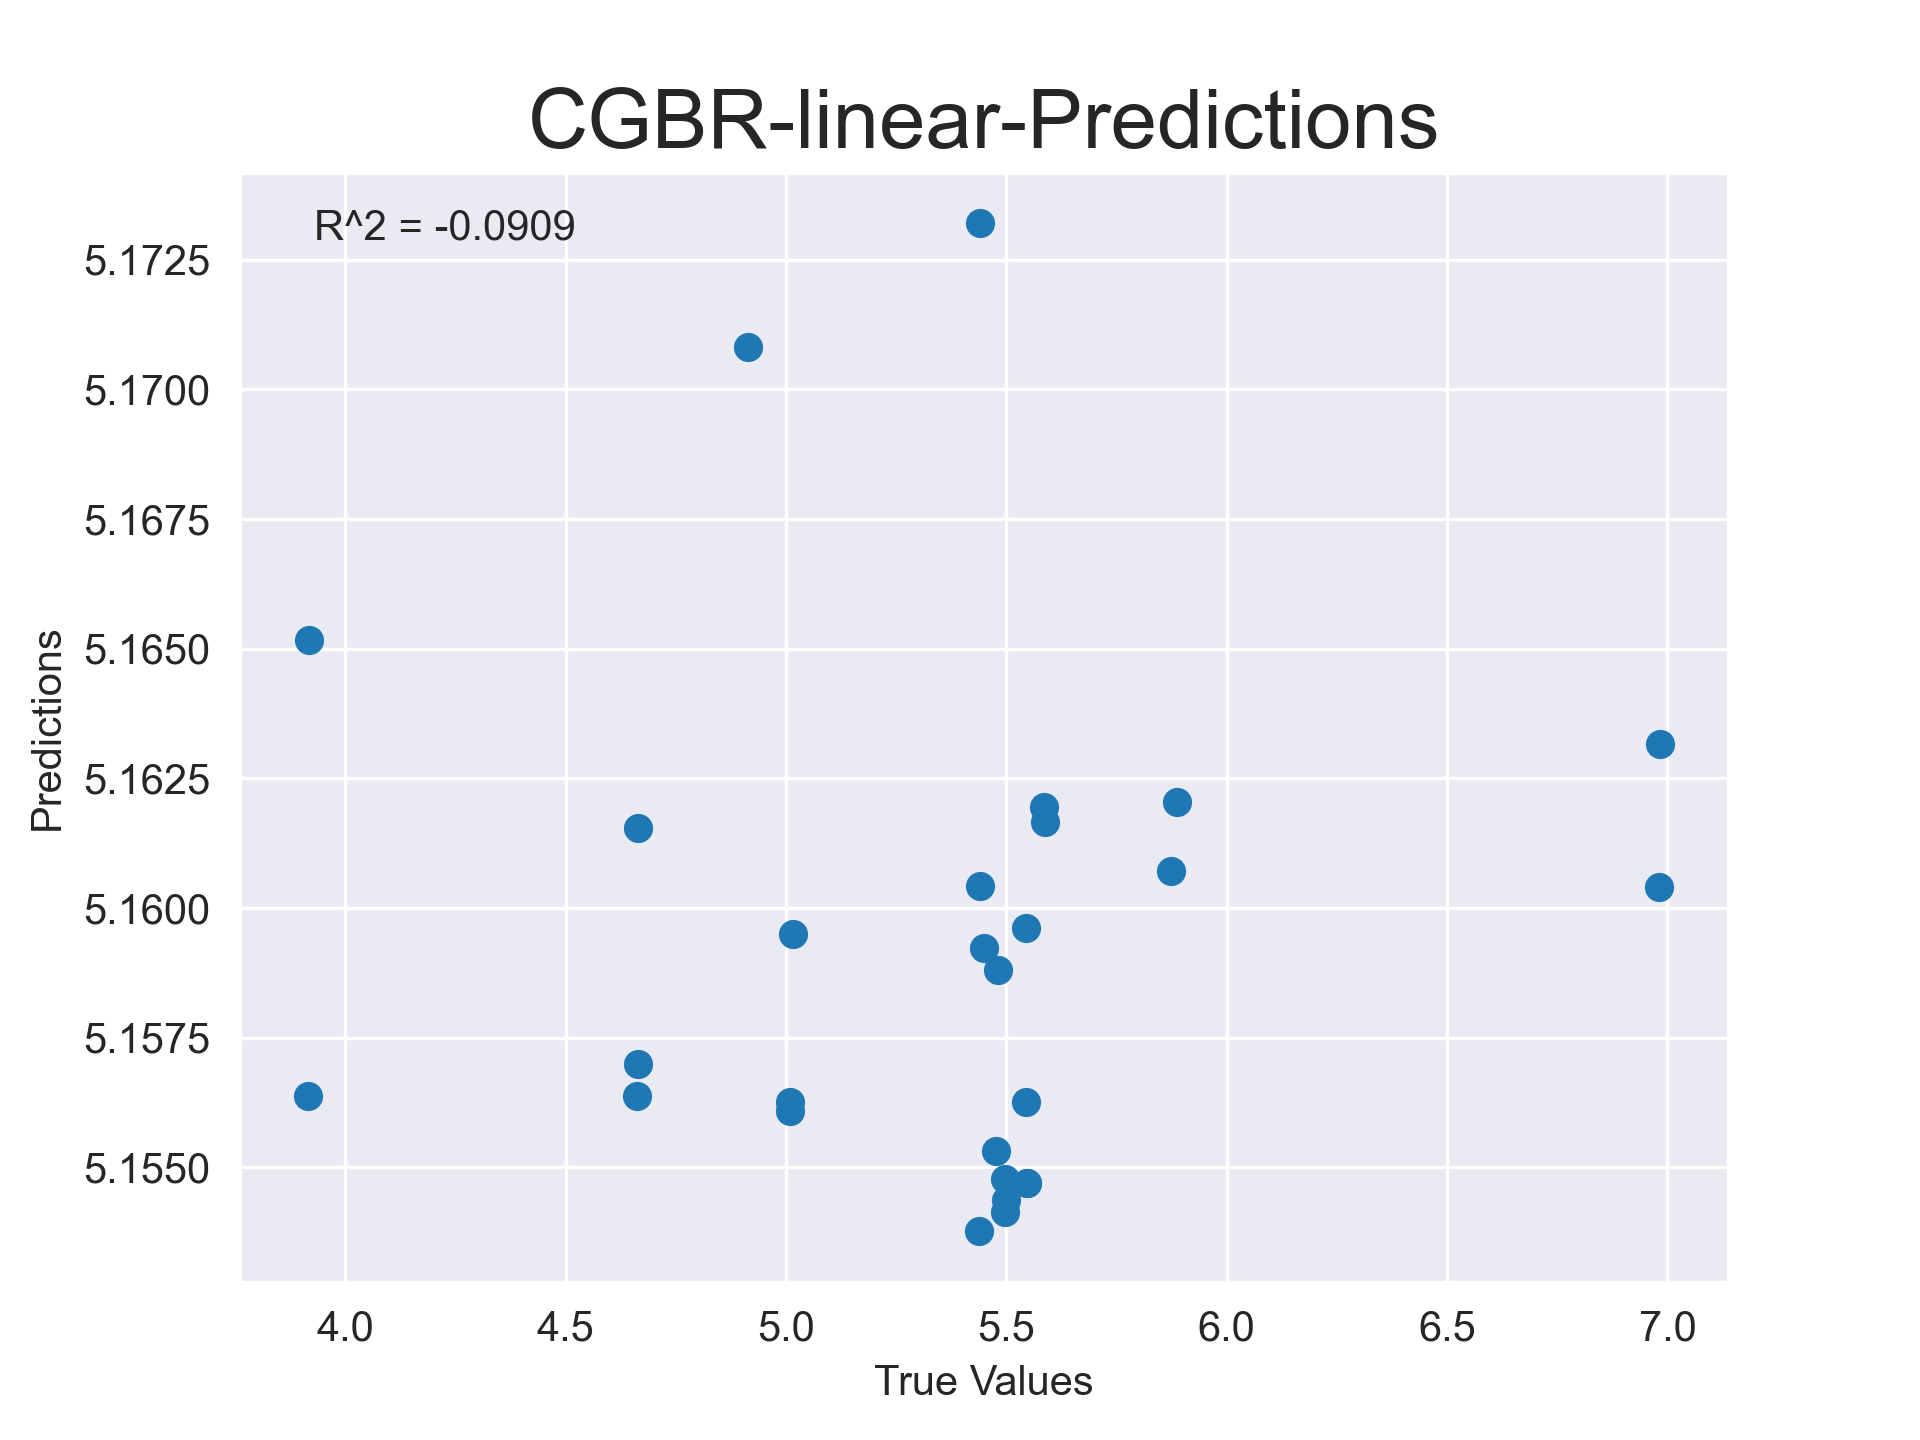 CGBR-linear-Predictions
R^2 = -0.0909
5.1725
5.1700
5.1675
5.1650
5.1625
5.1600
5.1575
5.1550
Predictions
4.0 4.5 5.0 5.5 6.0 6.5 7.0
True Values